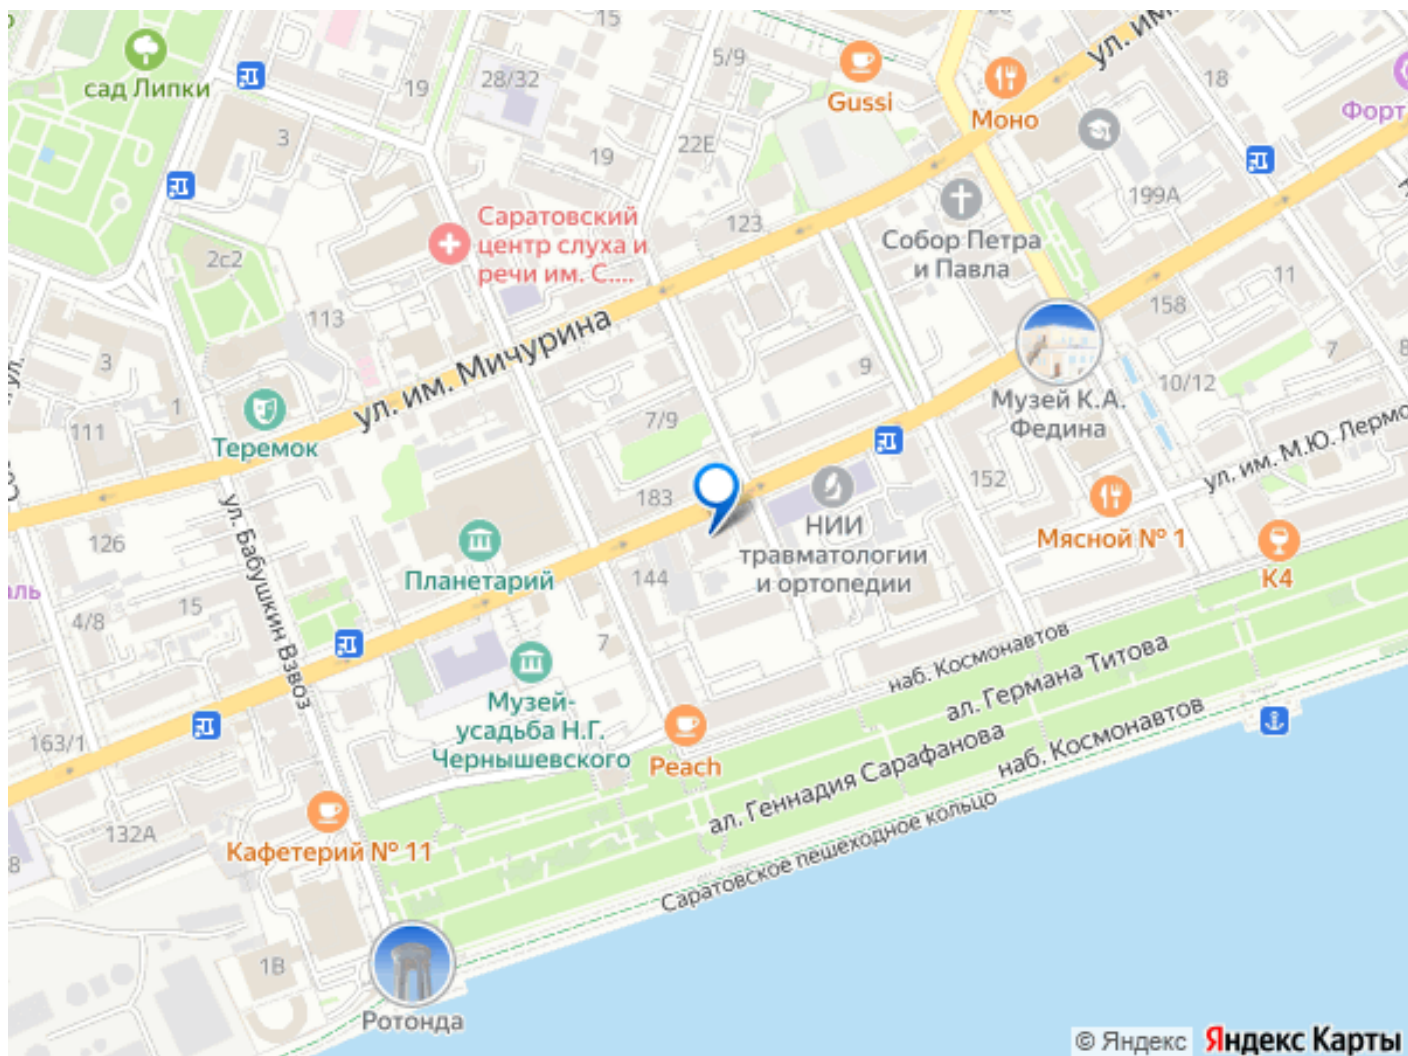 15
ул. им.
сад Липки
19
28/32
5/9
Gussi
Моно
18
Форт
3
19
22Е
199А
Саратовский
центр слуха и
речи им. С....
123
Собор Петра
и Павла
2с2
11
113
158
ул. им. Мичурина
3
1
9
7
8
10/12
Музей К.А.
Федина
Теремок
111
7/9
ул. им. М.Ю. Лермо
183
152
126
ул. Бабушкин Взвоз
Планетарий
НИИ
травматологии
и ортопедии
Мясной № 1
К4
144
аль
4/8
15
7
наб. Космонавтов
ал. Германа Титова
Музей-
усадьба Н.Г.
Чернышевского
163/1
Peach
наб. Космонавтов
ал. Геннадия Сарафанова
132А
Кафетерий № 11
8
Саратовское пешеходное кольцо
1В
Ротонда
© Яндекс Яндекс Карты